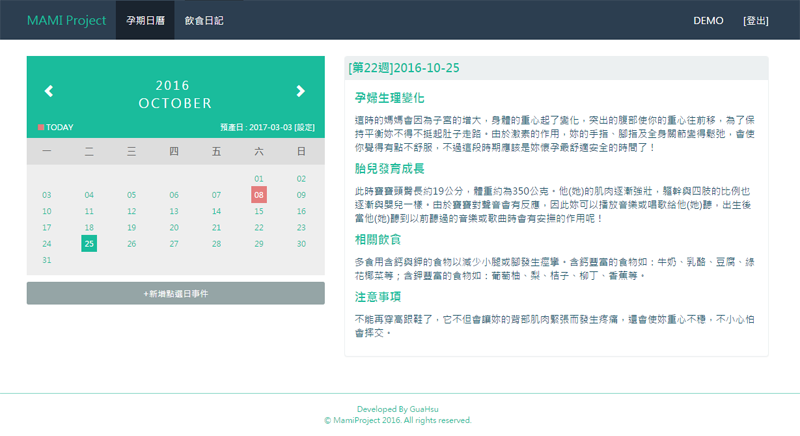 MAMI Project 孕期日曆 飲食日記 DEMO [登出]
2016
OCTOBER
TODAY 預產日 : 2017-03-03 [設定]
一 二 三 四 五 六 日
01 02
03 04 05 06 07 08 09
10 11 12 13 14 15 16
17 18 19 20 21 22 23
24 25 26 27 28 29 30
31
+新增點選日事件
[第22週]2016-10-25
孕婦生理變化
這時的媽媽會因為子宮的增大，身體的重心起了變化，突出的腹部使你的重心往前移，為了保
持平衡妳不得不挺起肚子走路。由於激素的作用，妳的手指、腳指及全身關節變得鬆弛，會使
你覺得有點不舒服，不過這段時期應該是妳懷孕最舒適安全的時間了！
胎兒發育成長
此時寶寶頭臀長約19公分，體重約為350公克。他(她)的肌肉逐漸強壯，軀幹與四肢的比例也
逐漸與嬰兒一樣。由於寶寶對聲音會有反應，因此妳可以播放音樂或唱歌給他(她)聽，出生後
當他(她)聽到以前聽過的音樂或歌曲時會有安撫的作用呢！
相關飲食
多食用含鈣與鉀的食物以減少小腿或腳發生痙攣。含鈣豐富的食物如：牛奶、乳酪、豆腐、綠
花椰菜等；含鉀豐富的食物如：葡萄柚、梨、桔子、柳丁、香蕉等。
注意事項
不能再穿高跟鞋了，它不但會讓妳的背部肌肉緊張而發生疼痛，還會使妳重心不穩，不小心怕
會摔交。
Developed By GuaHsu
© MamiProject 2016. All rights reserved.